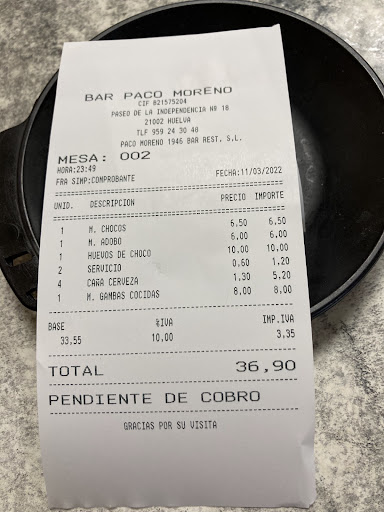 BAR PACO MORENO
CIF B21575204
PASEO DE LA INDEPENDENCIA Nº 18
21002 HUELVA
TLF 959 24 30 48
PACO MORENO 1946 BAR REST. S.L.
MESA: 002
HORA:23:49
FRA SIMP:COMPROBANTE FECHA:11/03/2022
UNID. DESCRIPCION PRECIO IMPORTE
1 M. CHOCOS 6,50 6,50
1 M. ADOBO 6,00 6,00
1 HUEVOS DE CHOCO 10,00 10,00
2 SERVICIO 0,60 1,20
4 CAÑA CERVEZA 1,30 5,20
1 M. GAMBAS COCIDAS 8,00 8,00
BASE %IVA IMP.IVA
33,55 10,00 3,35
TOTAL 36,90
PENDIENTE DE COBRO
GRACIAS POR SU VISITA